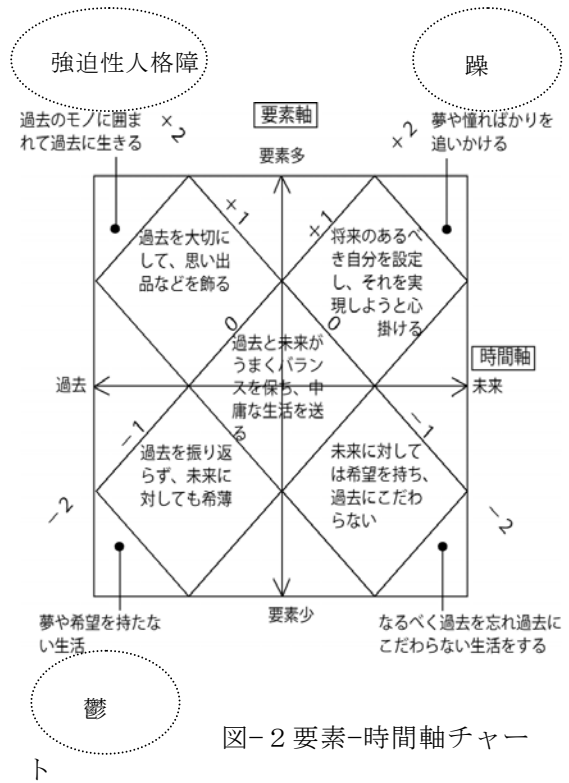 強迫性人格障
躁
過去のモノに囲ま
れて過去に生きる
×2
要素軸
要素多
×2
夢や憧ればかりを
追いかける
×1
×1
過去を大切に
して、思い出
品などを飾る
将来のあるべ
き自分を設定
し、それを実
現しようと心
掛ける
0
0
過去と未来が
うまくバラン
スを保ち、中
庸な生活を送
る
時間軸
過去
未来
−1
−1
過去を振り返
らず、未来に
対しても希薄
未来に対して
は希望を持ち、
過去にこだわ
らない
−2
−2
要素少
夢や希望を持たな
い生活
なるべく過去を忘れ過去に
こだわらない生活をする
鬱
図−2要素−時間軸チャー
ト